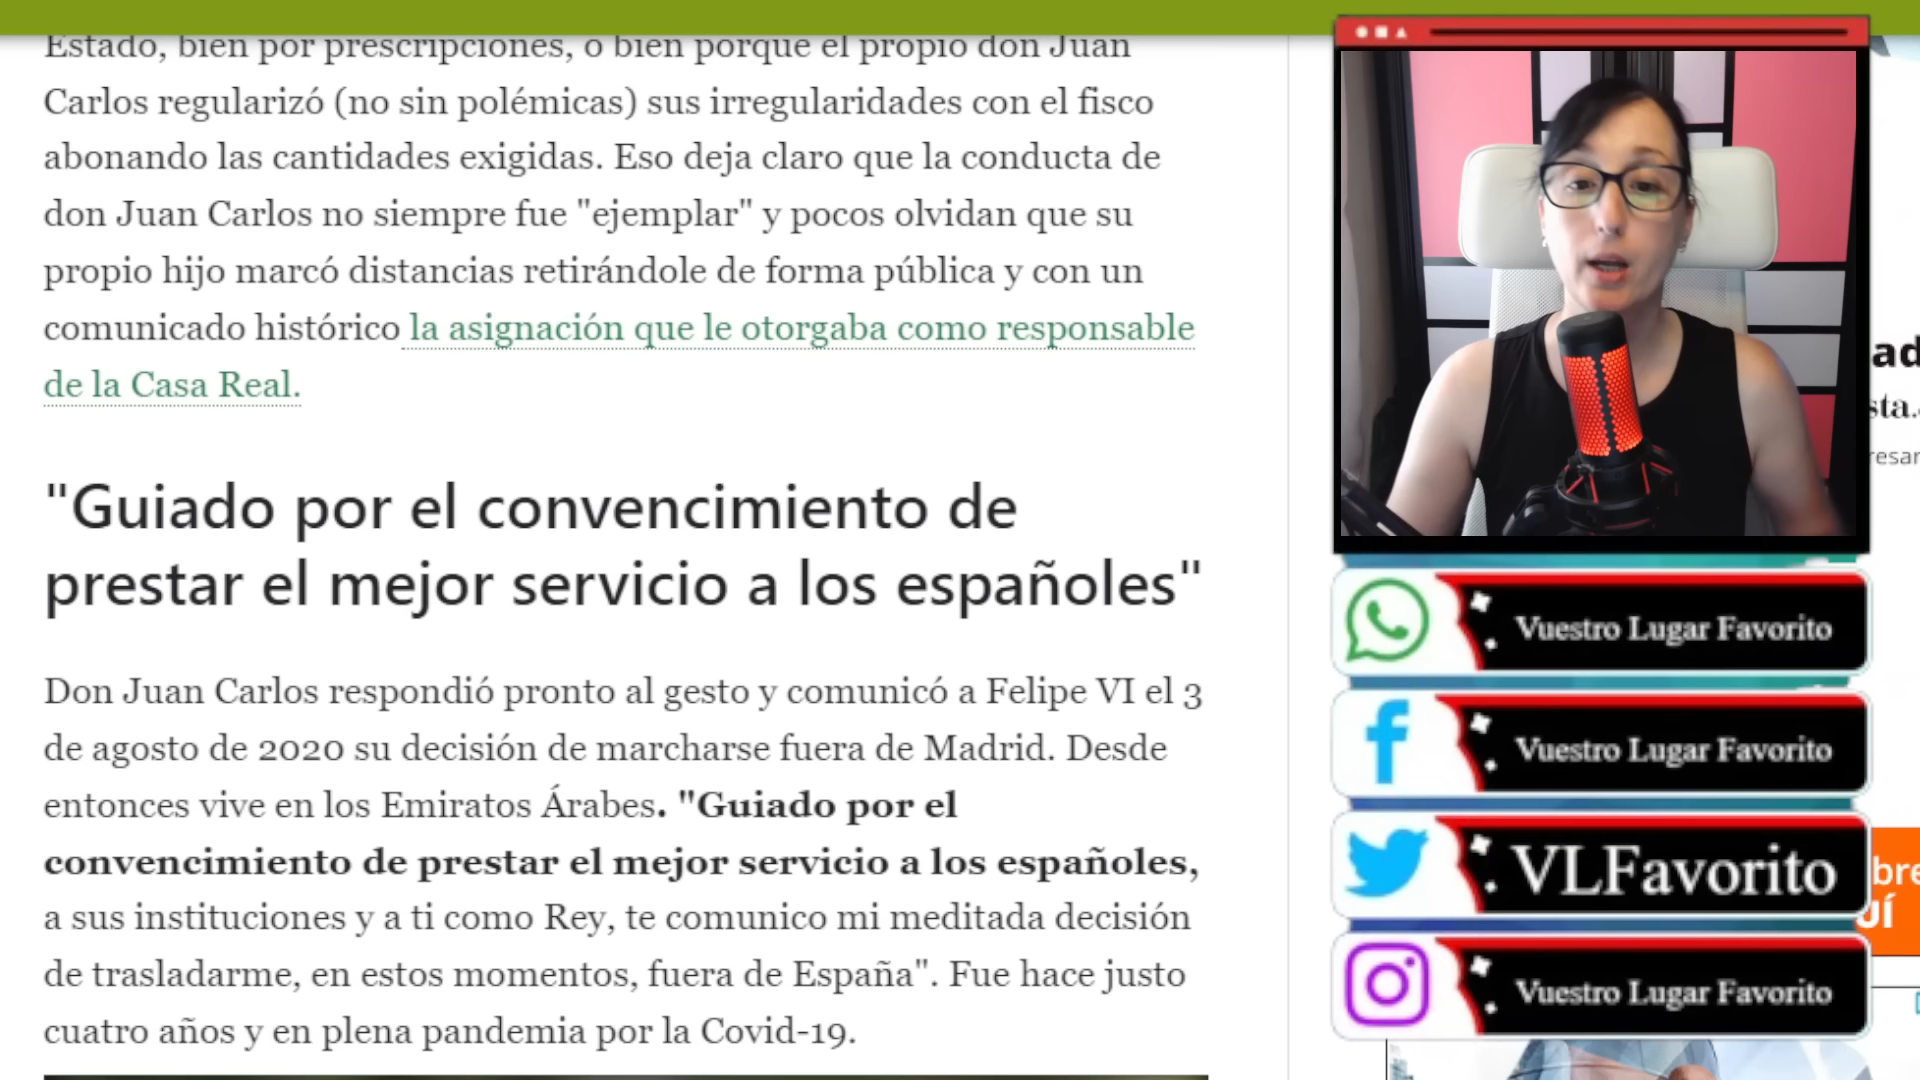 Estado, bien por prescripciones, o bien porque el propio don Juan
Carlos regularizó (no sin polémicas) sus irregularidades con el fisco
abonando las cantidades exigidas. Eso deja claro que la conducta de
don Juan Carlos no siempre fue "ejemplar" y pocos olvidan que su
propio hijo marcó distancias retirándole de forma pública y con un
comunicado histórico la asignación que le otorgaba como responsable
de la Casa Real.
"Guiado por el convencimiento de
prestar el mejor servicio a los españoles"
Don Juan Carlos respondió pronto al gesto y comunicó a Felipe VI el 3
de agosto de 2020 su decisión de marcharse fuera de Madrid. Desde
entonces vive en los Emiratos Árabes. "Guiado por el
convencimiento de prestar el mejor servicio a los españoles,
a sus instituciones y a ti como Rey, te comunico mi meditada decisión
de trasladarme, en estos momentos, fuera de España". Fue hace justo
cuatro años y en plena pandemia por la Covid-19.
Vuestro Lugar Favorito
Vuestro Lugar Favorito
VLFavorito
Vuestro Lugar Favorito